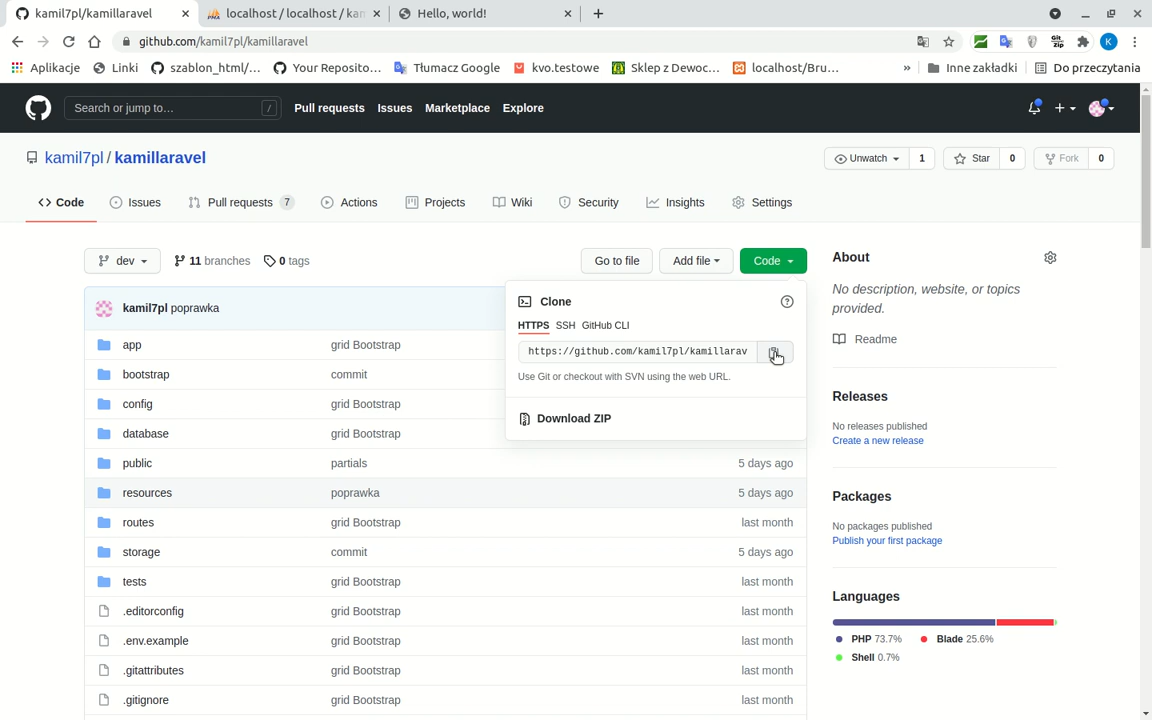 kamil7pl/kamillaravel
localhost / localhost / kam
Hello, world!
github.com/kamil7pl/kamillaravel
Git Zip
K
Aplikacje
Linki
szablon_html/...
Your Reposito...
Tłumacz Google
kvo.testowe
Sklep z Dewoc...
localhost/Bru...
»
Inne zakładki
Do przeczytania
Search or jump to…
/
Pull requests
Issues
Marketplace
Explore
kamil7pl / kamillaravel
Unwatch 1
Star 0
Fork 0
<> Code
Issues
Pull requests 7
Actions
Projects
Wiki
Security
Insights
Settings
dev
11 branches
0 tags
Go to file
Add file
Code
kamil7pl poprawka
Clone
?
HTTPS SSH GitHub CLI
https://github.com/kamil7pl/kamillarav
Use Git or checkout with SVN using the web URL.
Download ZIP
app grid Bootstrap
bootstrap commit
config grid Bootstrap
database grid Bootstrap
public partials 5 days ago
resources poprawka 5 days ago
routes grid Bootstrap last month
storage commit 5 days ago
tests grid Bootstrap last month
.editorconfig grid Bootstrap last month
.env.example grid Bootstrap last month
.gitattributes grid Bootstrap last month
.gitignore grid Bootstrap last month
About
No description, website, or topics
provided.
Readme
Releases
No releases published
Create a new release
Packages
No packages published
Publish your first package
Languages
PHP 73.7% Blade 25.6%
Shell 0.7%